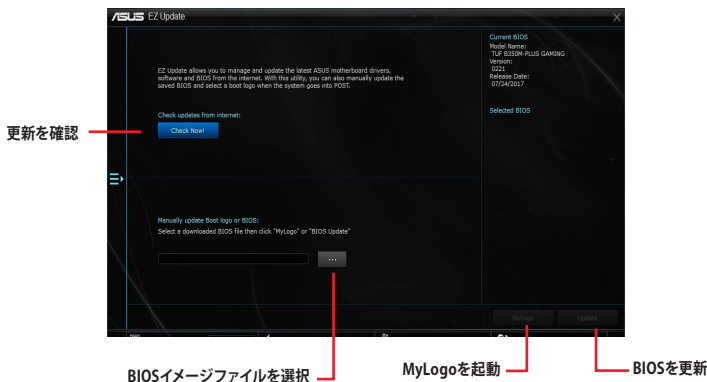 ASUS EZ Update
X
Current BIOS
Model Name:
TUF B350M-PLUS GAMING
Version:
0221
Release Date:
07/24/2017
Selected BIOS
EZ Update allows you to manage and update the latest ASUS motherboard drivers,
software and BIOS from the internet. With this utility, you can also manually update the
saved BIOS and select a boot logo when the system goes into POST.
Check updates from internet:
Check Now!
更新を確認
Manually update Boot logo or BIOS:
Select a downloaded BIOS file then click "MyLogo" or "BIOS Update"
...
MyLogo
Update
BIOSイメージファイルを選択
MyLogoを起動
BIOSを更新